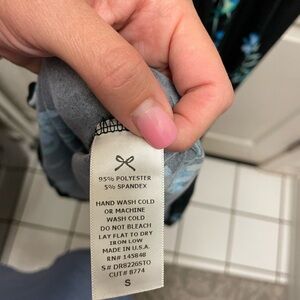 95% POLYESTER
5% SPANDEX
HAND WASH COLD
OR MACHINE
WASH COLD
DO NOT BLEACH
LAY FLAT TO DRY
IRON LOW
MADE IN U.S.A.
RN# 145848
S# DR8226STO
CUT# 8774
S